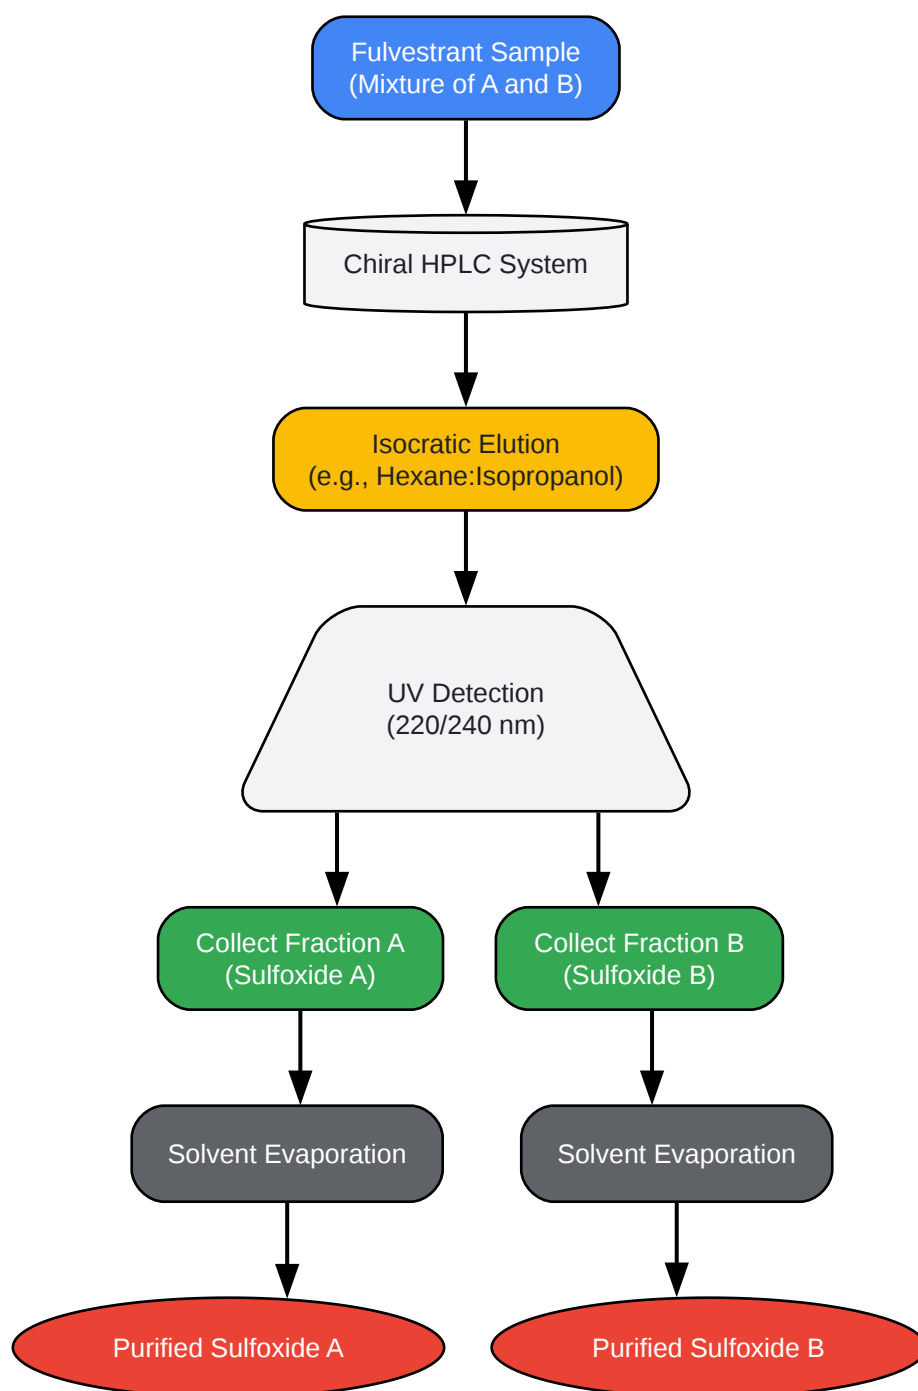 Fulvestrant Sample
(Mixture of A and B)
Chiral HPLC System
Isocratic Elution
(e.g., Hexane:Isopropanol)
UV Detection
(220/240 nm)
Collect Fraction A
(Sulfoxide A)
Collect Fraction B
(Sulfoxide B)
Solvent Evaporation
Solvent Evaporation
Purified Sulfoxide A
Purified Sulfoxide B